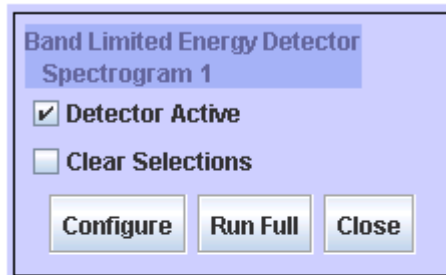 Band Limited Energy Detector
Spectrogram 1
Detector Active
Clear Selections
Configure Run Full Close